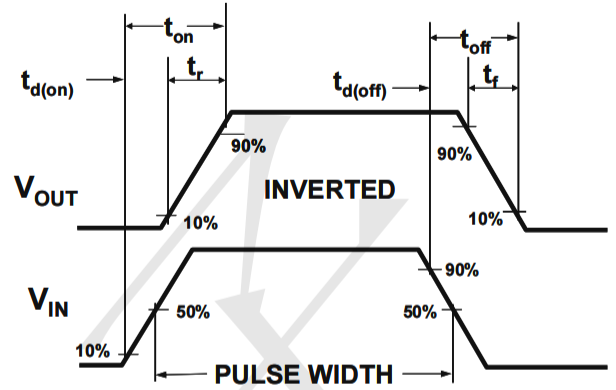 t_on
t_off
t_d(on)
t_r
t_d(off)
t_f
90%
90%
V_OUT
INVERTED
10%
10%
90%
V_IN
50%
50%
10%
PULSE WIDTH